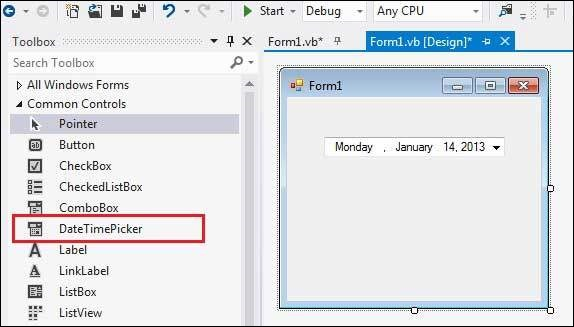 Start Debug Any CPU
Toolbox
Search Toolbox
All Windows Forms
Common Controls
Pointer
Button
CheckBox
CheckedListBox
ComboBox
DateTimePicker
Label
LinkLabel
ListBox
ListView
Form1.vb* Form1.vb [Design]*
Form1
Monday , January 14, 2013